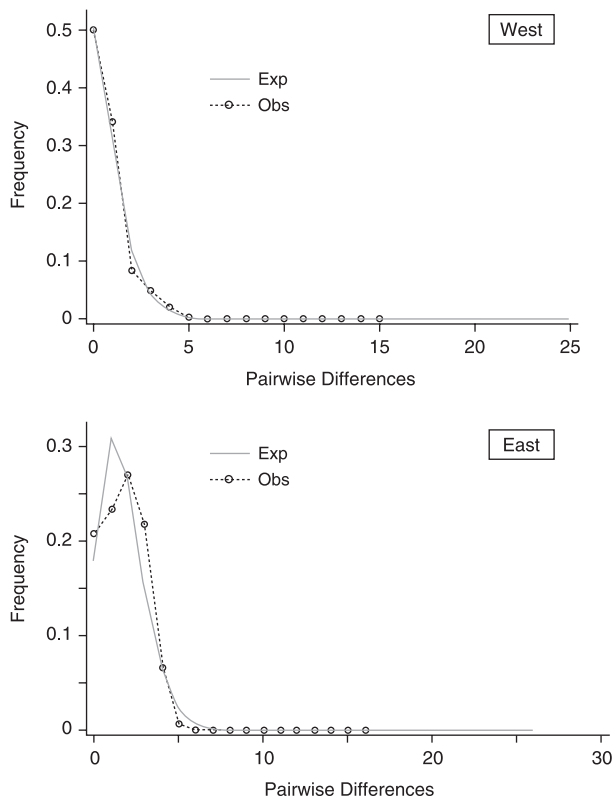 West
0.5
Exp
Obs
0.4
0.3
0.2
0.1
0
Frequency
0 5 10 15 20 25
Pairwise Differences
East
0.3
Exp
Obs
0.2
0.1
0
Frequency
0 10 20 30
Pairwise Differences